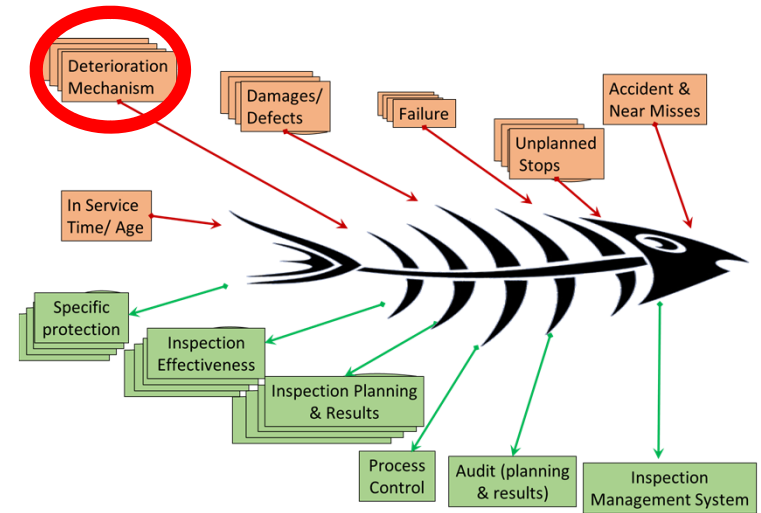 Deterioration
Mechanism
Damages/
Defects
Failure
Unplanned
Stops
Accident &
Near Misses
In Service
Time/ Age
Specific
protection
Inspection
Effectiveness
Inspection Planning
& Results
Process
Control
Audit (planning
& results)
Inspection
Management System